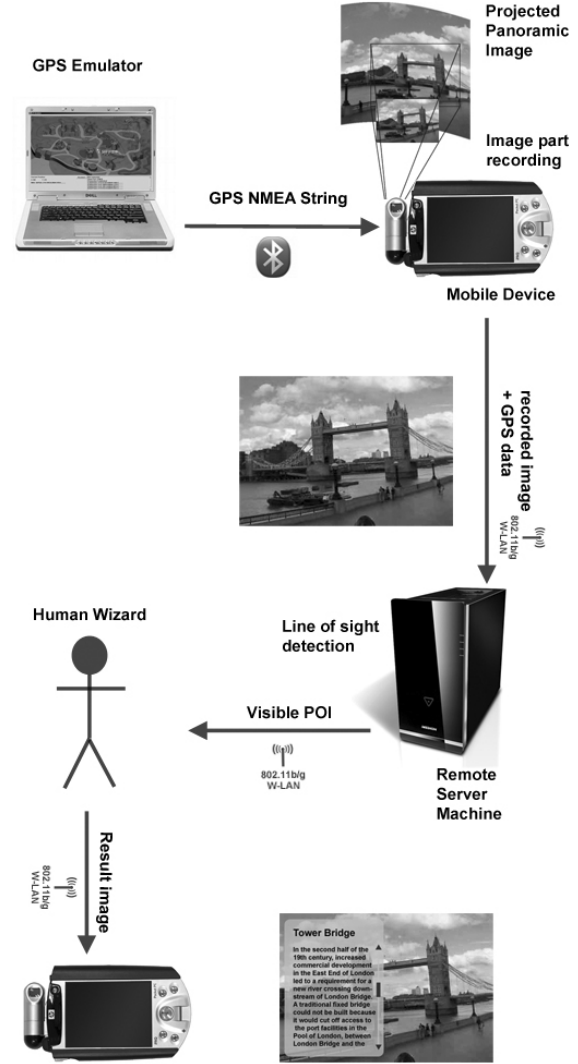 Projected
Panoramic
Image
GPS Emulator
Image part
recording
GPS NMEA String
Mobile Device
recorded image
+ GPS data
802.11b/g
W-LAN
Human Wizard
Line of sight
detection
Visible POI
802.11b/g
W-LAN
Remote
Server
Machine
Result image
802.11b/g
W-LAN
Tower Bridge
In the second half of the
19th century, increased
commercial development
in the East End of London
led to a requirement for a
new river crossing down-
stream of London Bridge.
A traditional fixed bridge
could not be built because
it would cut off access to
the port facilities in the
Pool of London, between
London Bridge and the